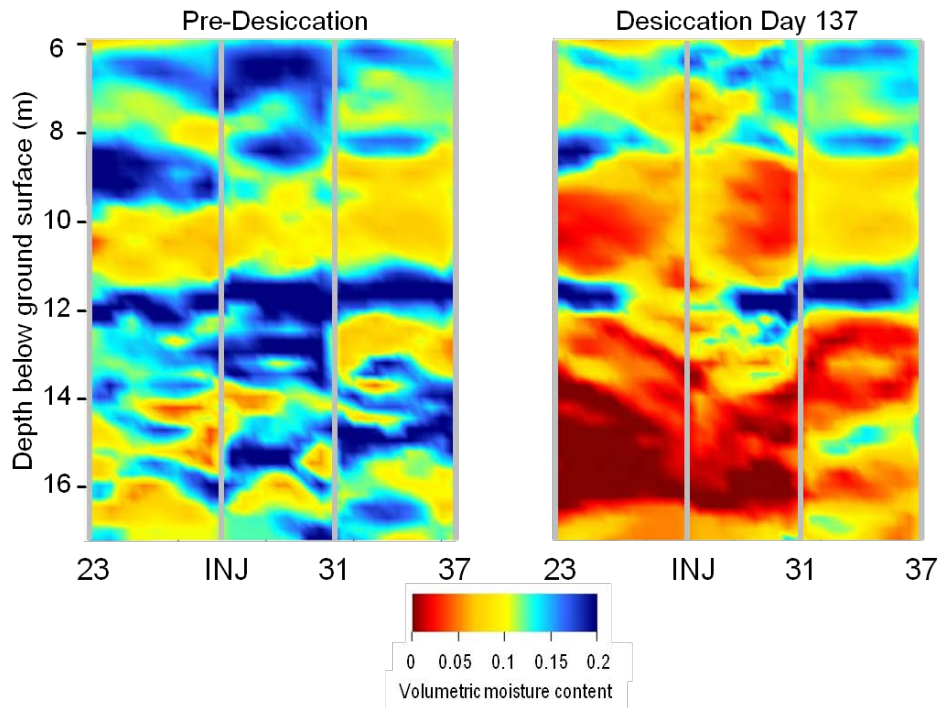 Pre-Desiccation
Desiccation Day 137
Depth below ground surface (m)
6
8
10
12
14
16
23 INJ 31 37
23 INJ 31 37
0 0.05 0.1 0.15 0.2
Volumetric moisture content